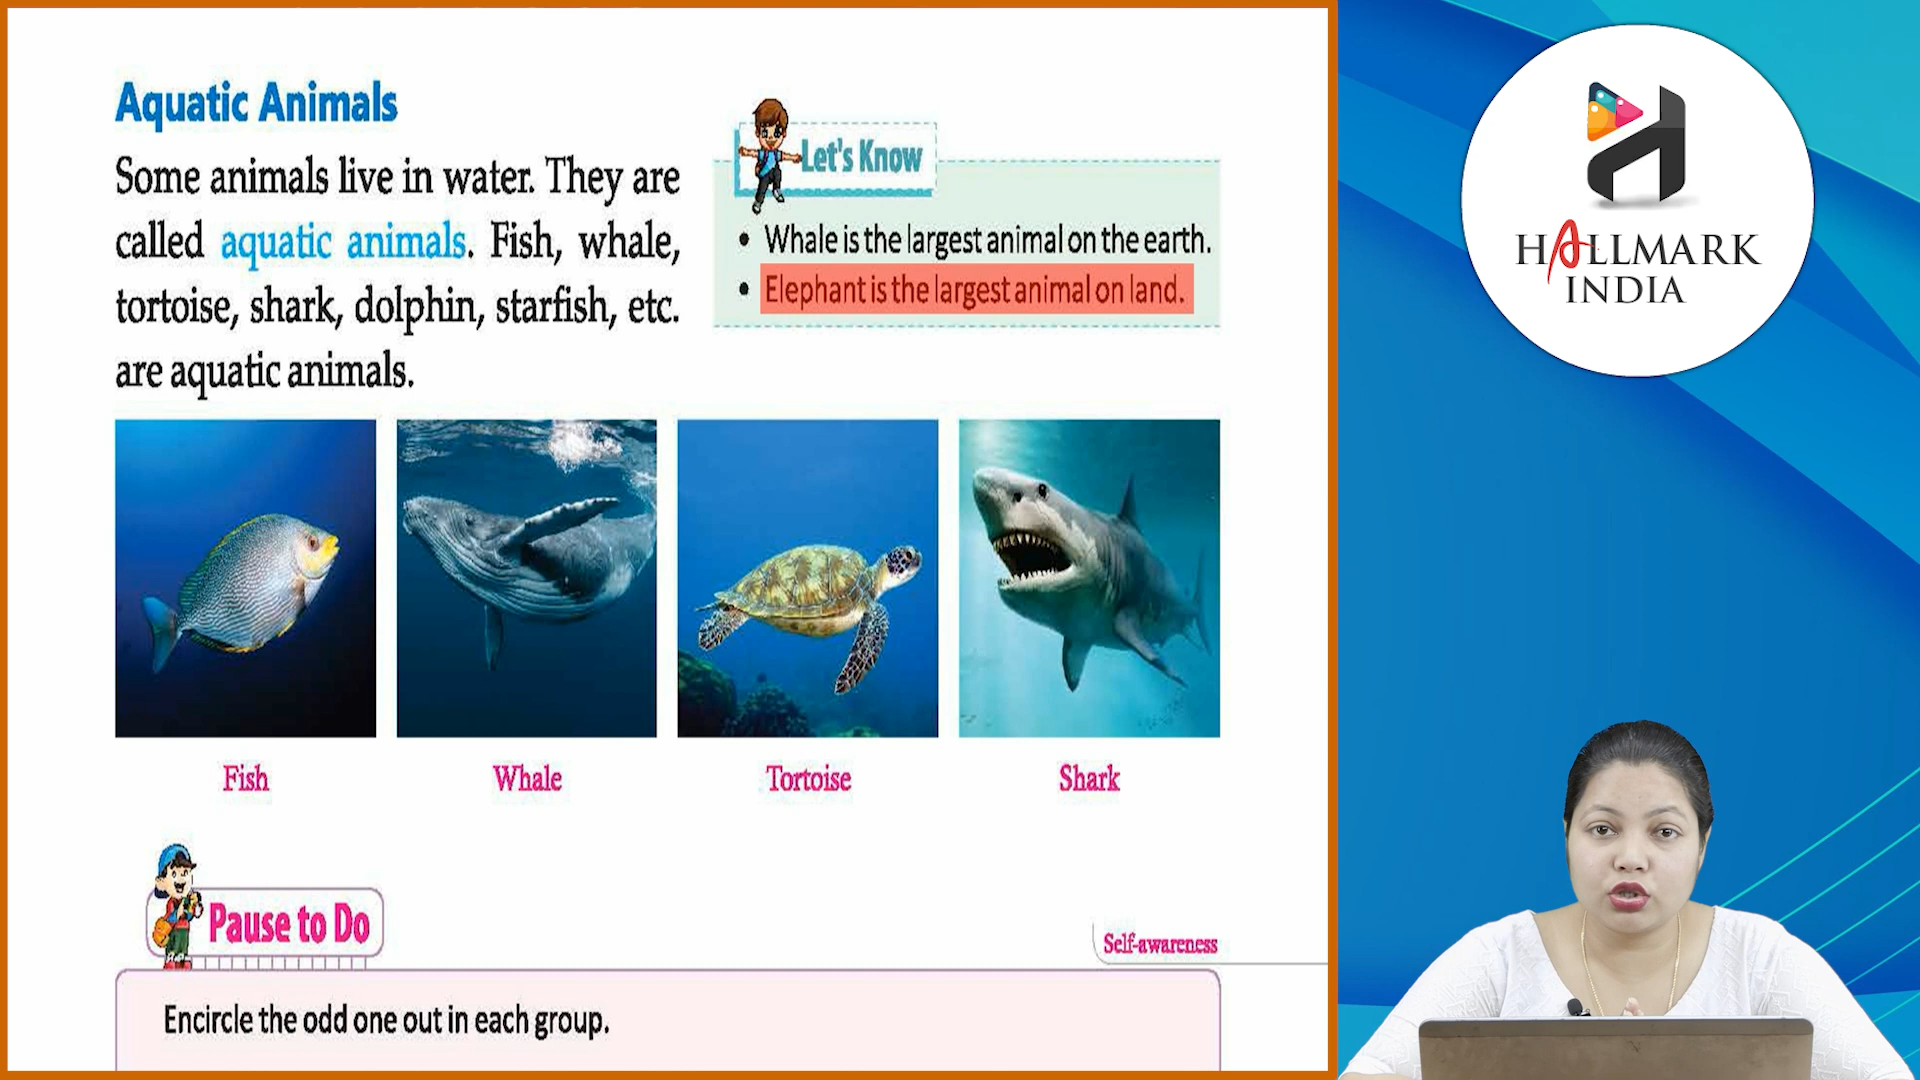 Aquatic Animals
Some animals live in water. They are
called aquatic animals. Fish, whale,
tortoise, shark, dolphin, starfish, etc.
are aquatic animals.
Let's Know
• Whale is the largest animal on the earth.
• Elephant is the largest animal on land.
Fish
Whale
Tortoise
Shark
Pause to Do
Self-awareness
Encircle the odd one out in each group.
HALLMARK
INDIA